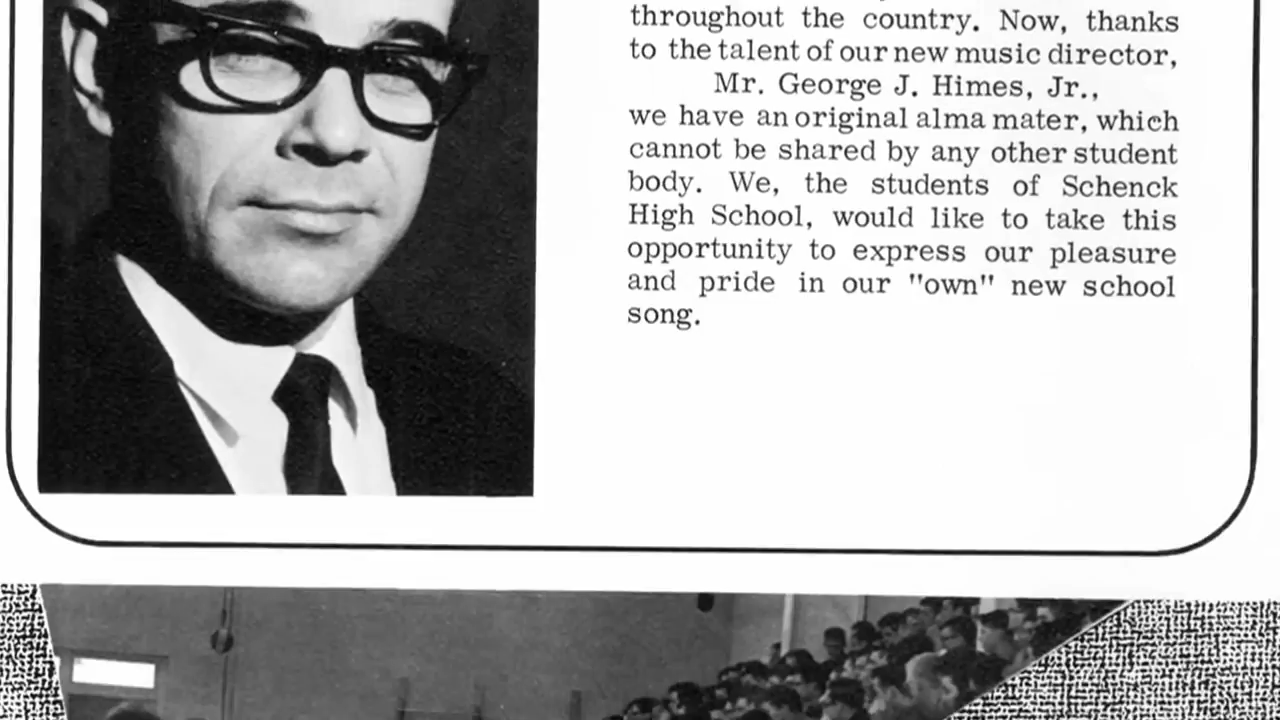 throughout the country. Now, thanks
to the talent of our new music director,
Mr. George J. Himes, Jr.,
we have an original alma mater, which
cannot be shared by any other student
body. We, the students of Schenck
High School, would like to take this
opportunity to express our pleasure
and pride in our "own" new school
song.